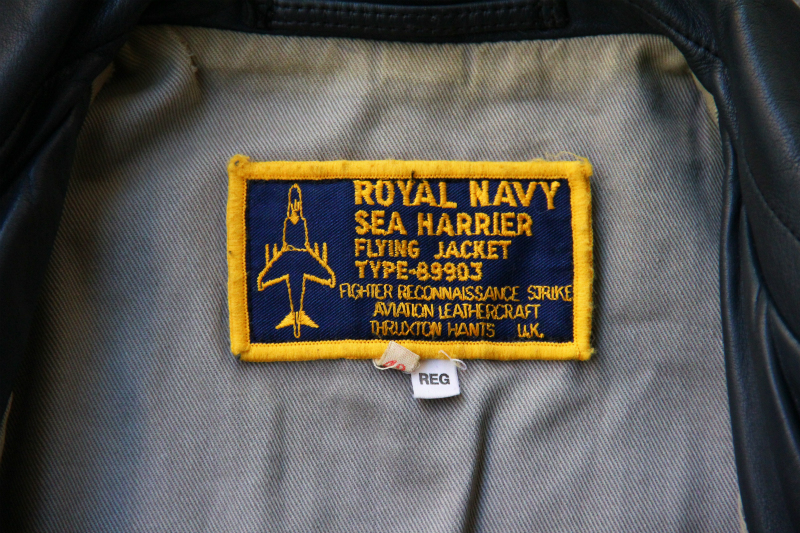 ROYAL NAVY
SEA HARRIER
FLYING JACKET
TYPE-89903
FIGHTER RECONNAISSANCE STRIKE
AVIATION LEATHERCRAFT
THRUXTON HANTS U.K.
REG